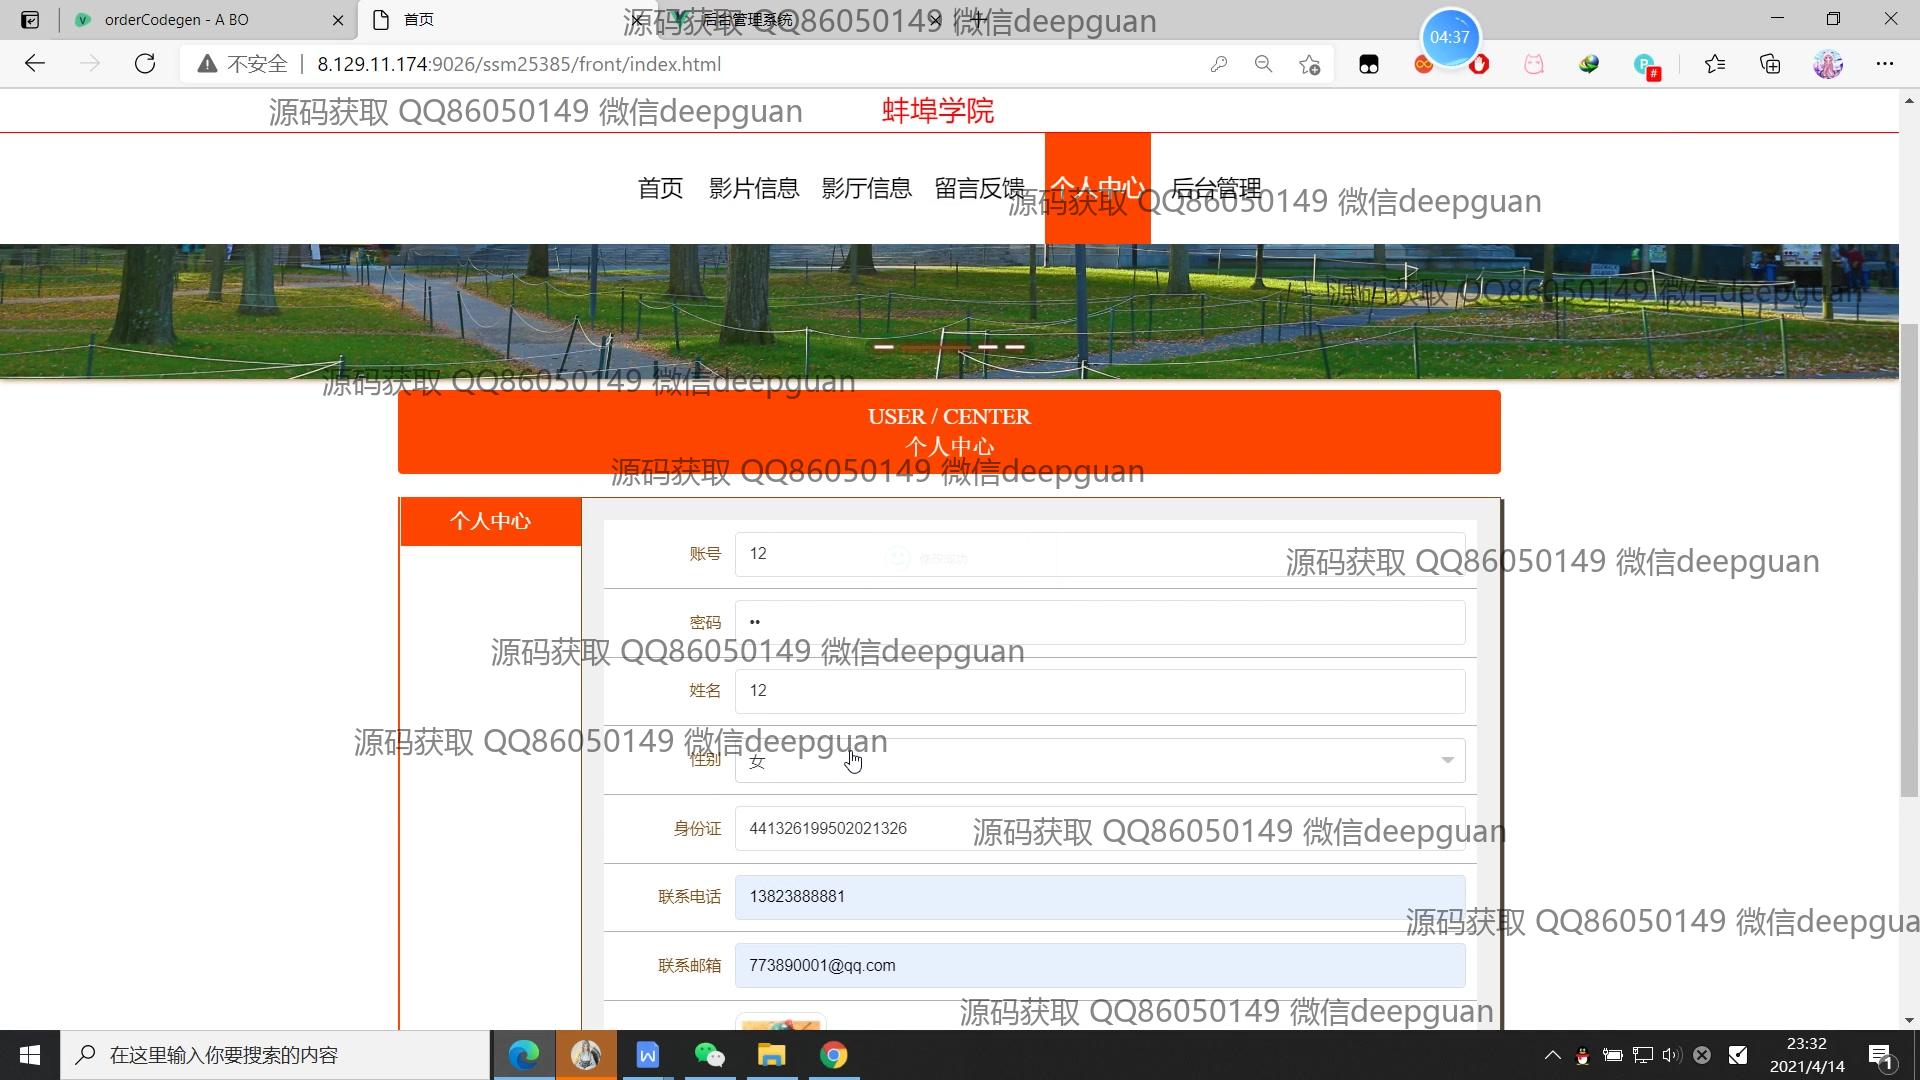 orderCodegen - A BO
首页
后台管理系统
源码获取 QQ86050149 微信deepguan
04:37
不安全
8.129.11.174:9026/ssm25385/front/index.html
源码获取 QQ86050149 微信deepguan
蚌埠学院
首页 影片信息 影厅信息 留言反馈 个人中心 后台管理
源码获取 QQ86050149 微信deepguan
源码获取 QQ86050149 微信deepguan
源码获取 QQ86050149 微信deepguan
USER / CENTER
个人中心
源码获取 QQ86050149 微信deepguan
个人中心
账号 12
修改成功
源码获取 QQ86050149 微信deepguan
密码 ••
源码获取 QQ86050149 微信deepguan
姓名 12
源码获取 QQ86050149 微信deepguan
性别 女
身份证 441326199502021326
源码获取 QQ86050149 微信deepguan
联系电话 13823888881
源码获取 QQ86050149 微信deepgua
联系邮箱 773890001@qq.com
源码获取 QQ86050149 微信deepguan
在这里输入你要搜索的内容
23:32
2021/4/14
1